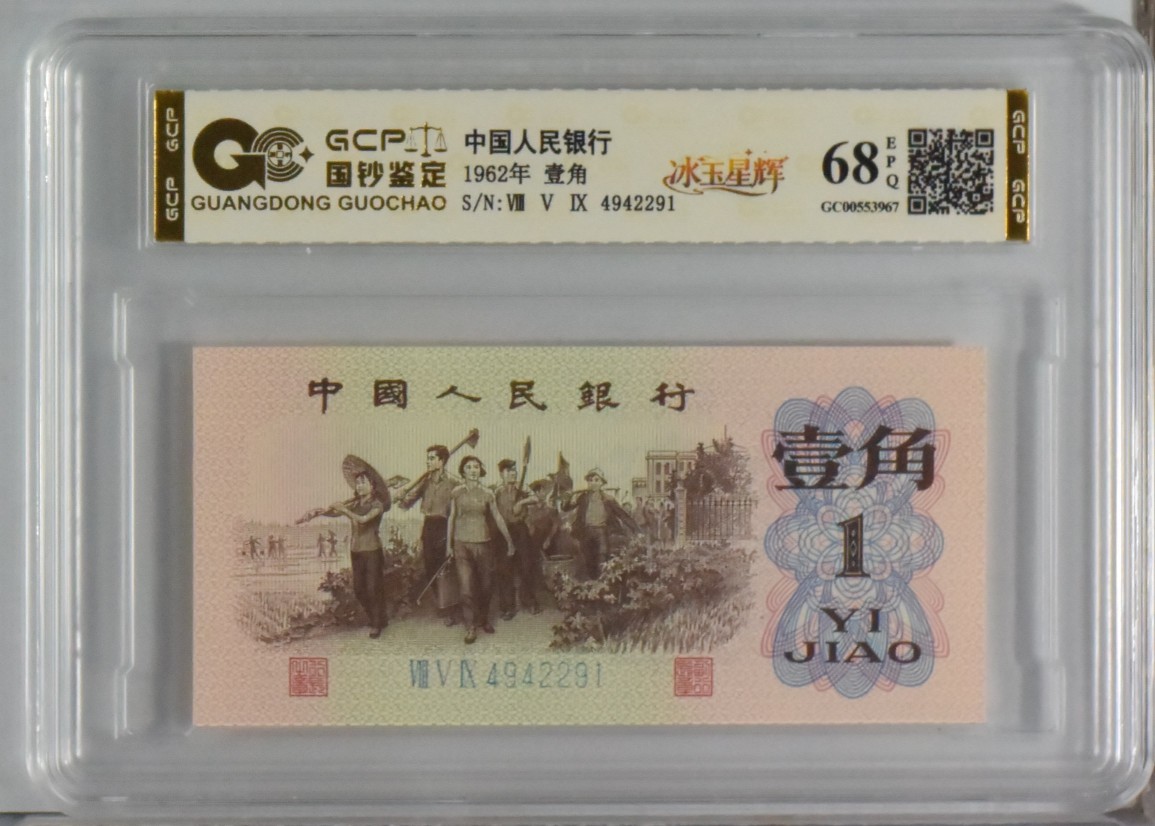 GCP
GCP
GCP
国钞鉴定
GUANGDONG GUOCHAO
中国人民银行
1962年 壹角
S/N:Ⅷ Ⅴ Ⅸ 4942291
冰玉星辉
68
EPQ
GC00553967
GCP
GCP
中國人民銀行
壹角
1
YI
JIAO
Ⅷ Ⅴ Ⅸ 4942291